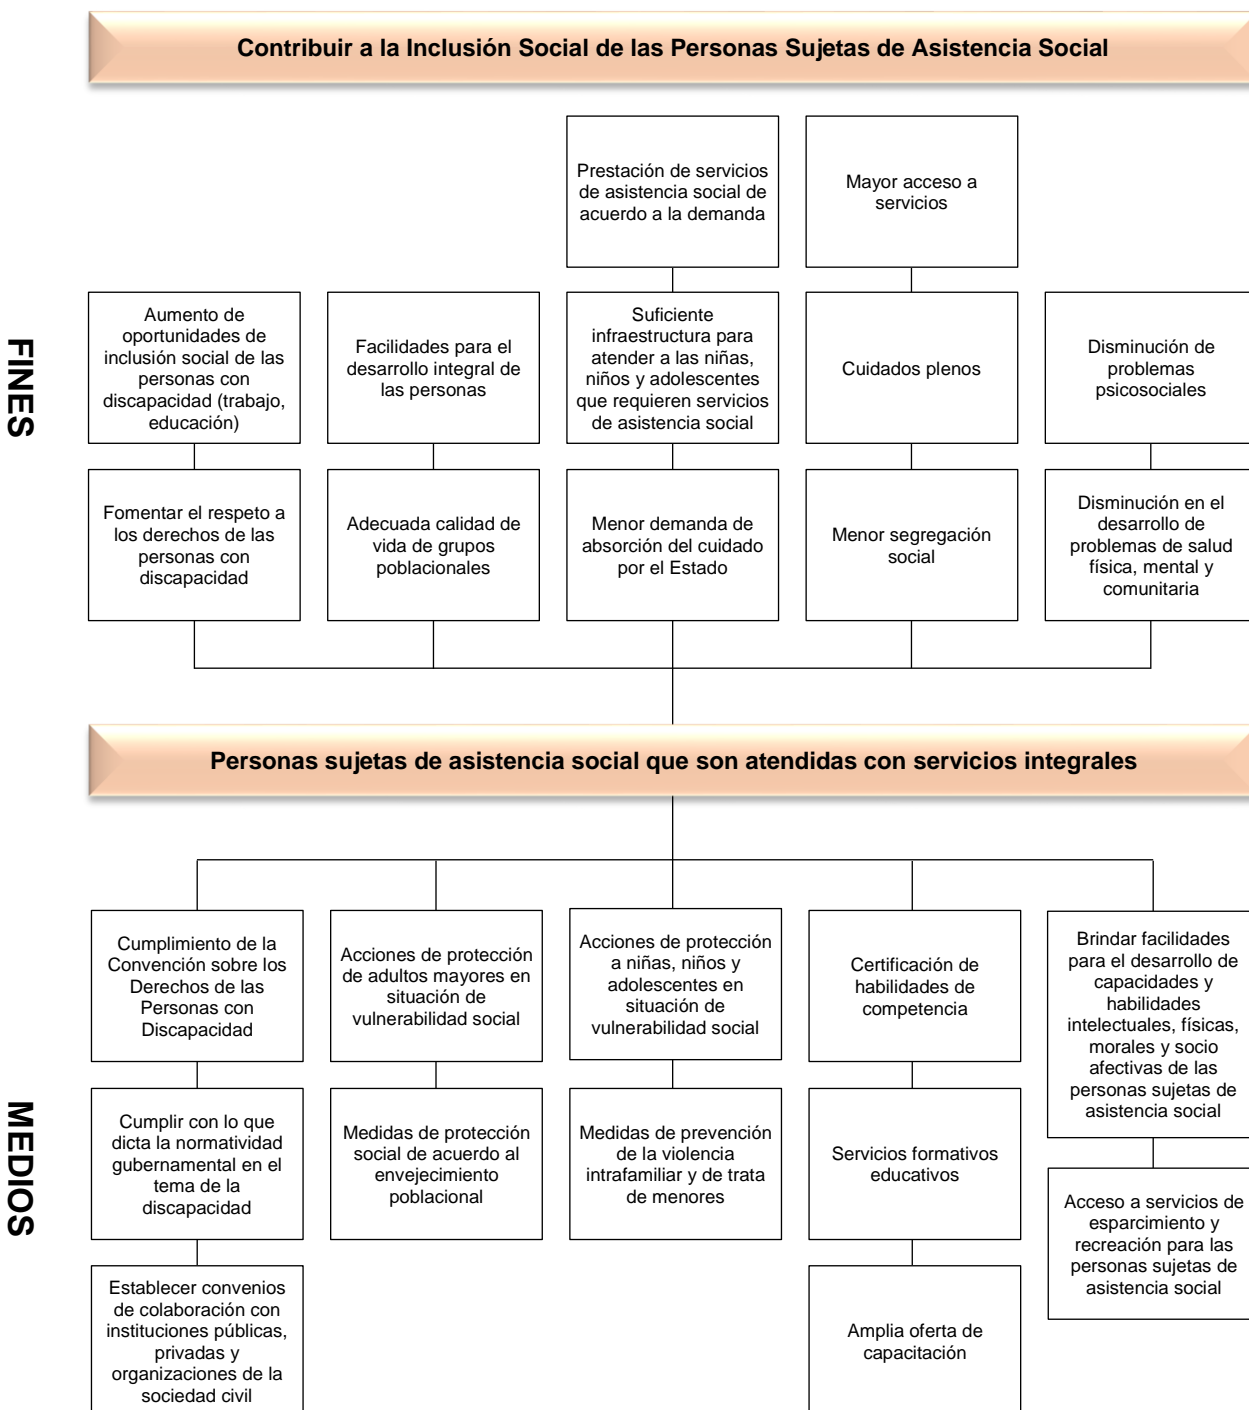 Contribuir a la Inclusión Social de las Personas Sujetas de Asistencia Social
Prestación de servicios
de asistencia social de
acuerdo a la demanda
Mayor acceso a
servicios
FINES
Aumento de
oportunidades de
inclusión social de las
personas con
discapacidad (trabajo,
educación)
Facilidades para el
desarrollo integral de
las personas
Suficiente
infraestructura para
atender a las niñas,
niños y adolescentes
que requieren servicios
de asistencia social
Cuidados plenos
Disminución de
problemas
psicosociales
Fomentar el respeto a
los derechos de las
personas con
discapacidad
Adecuada calidad de
vida de grupos
poblacionales
Menor demanda de
absorción del cuidado
por el Estado
Menor segregación
social
Disminución en el
desarrollo de
problemas de salud
física, mental y
comunitaria
Personas sujetas de asistencia social que son atendidas con servicios integrales
MEDIOS
Cumplimiento de la
Convención sobre los
Derechos de las
Personas con
Discapacidad
Acciones de protección
de adultos mayores en
situación de
vulnerabilidad social
Acciones de protección
a niñas, niños y
adolescentes en
situación de
vulnerabilidad social
Certificación de
habilidades de
competencia
Brindar facilidades
para el desarrollo de
capacidades y
habilidades
intelectuales, físicas,
morales y socio
afectivas de las
personas sujetas de
asistencia social
Cumplir con lo que
dicta la normatividad
gubernamental en el
tema de la
discapacidad
Medidas de protección
social de acuerdo al
envejecimiento
poblacional
Medidas de prevención
de la violencia
intrafamiliar y de trata
de menores
Servicios formativos
educativos
Acceso a servicios de
esparcimiento y
recreación para las
personas sujetas de
asistencia social
Establecer convenios
de colaboración con
instituciones públicas,
privadas y
organizaciones de la
sociedad civil
Amplia oferta de
capacitación